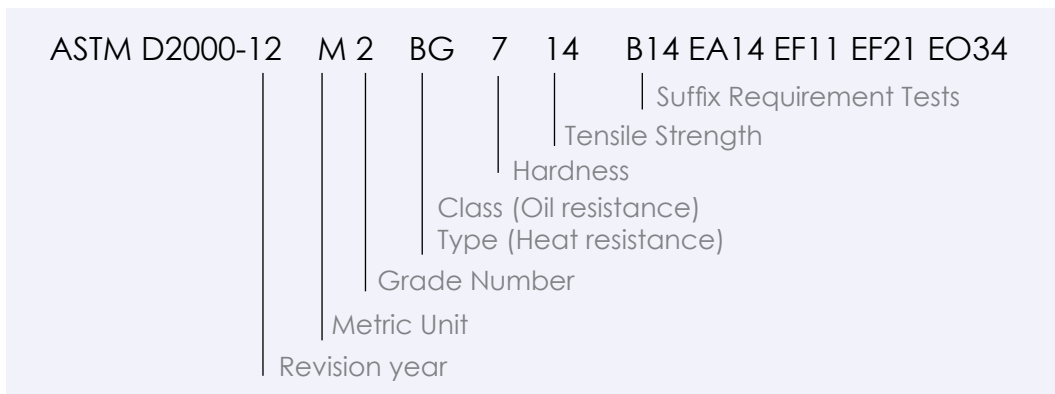 ASTM D2000-12 M 2 BG 7 14 B14 EA14 EF11 EF21 EO34
Suffix Requirement Tests
Tensile Strength
Hardness
Class (Oil resistance)
Type (Heat resistance)
Grade Number
Metric Unit
Revision year